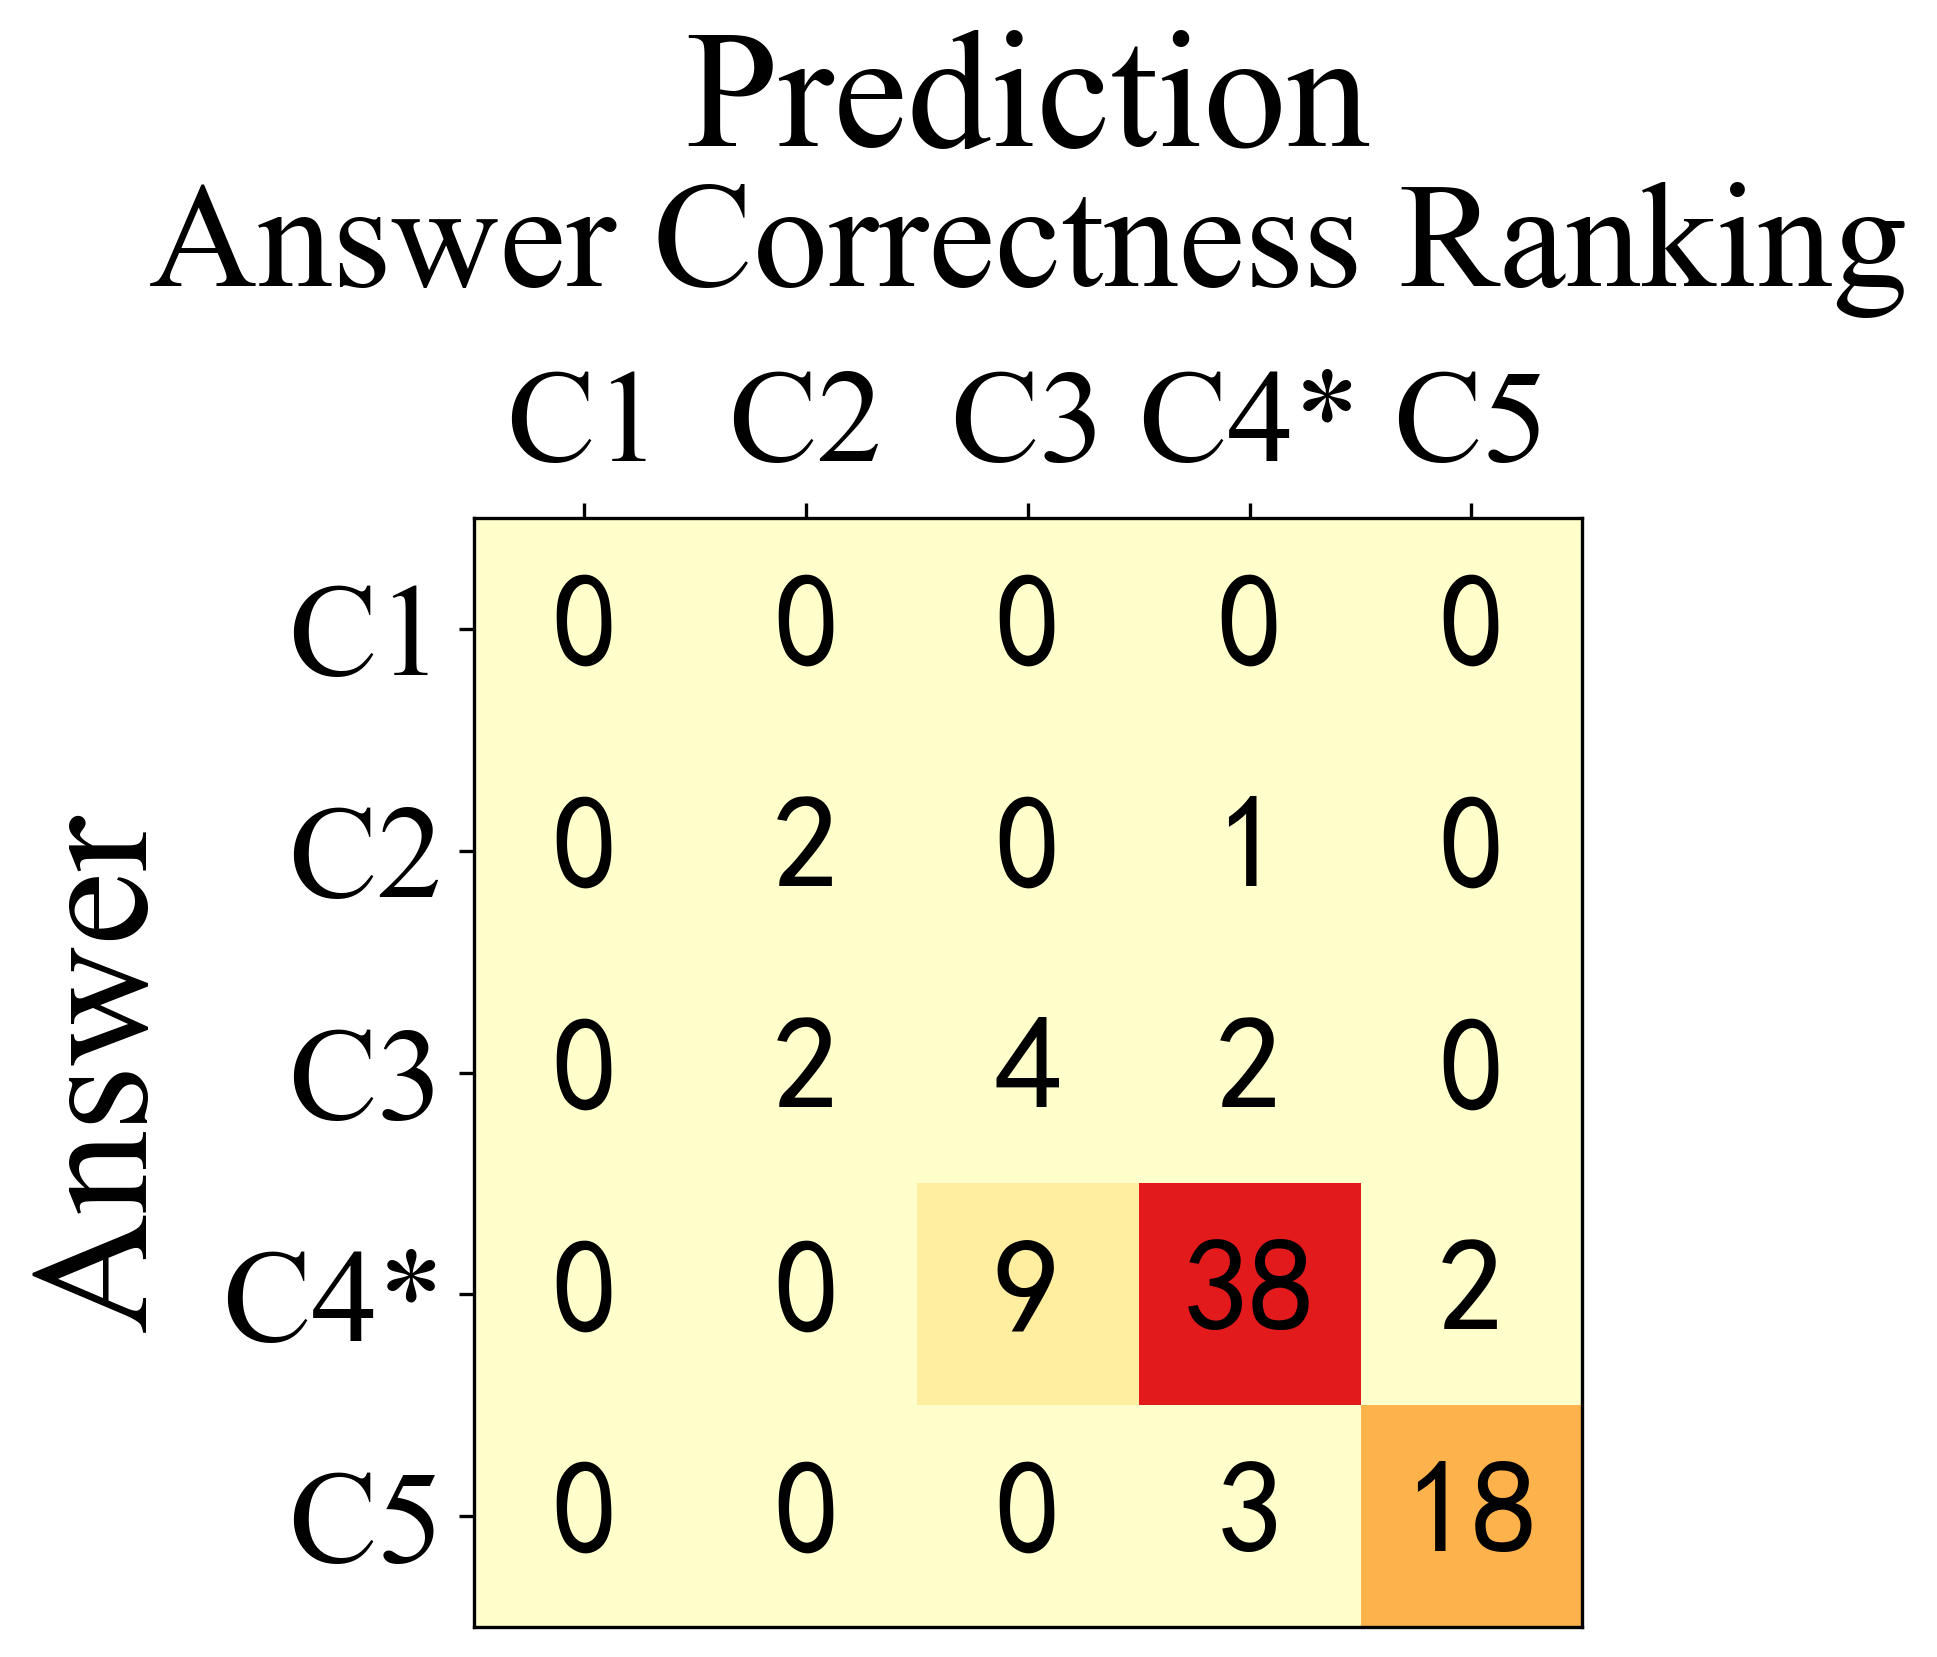 Prediction
Answer Correctness Ranking
C1 C2 C3 C4* C5
Answer
C1 0 0 0 0 0
C2 0 2 0 1 0
C3 0 2 4 2 0
C4* 0 0 9 38 2
C5 0 0 0 3 18